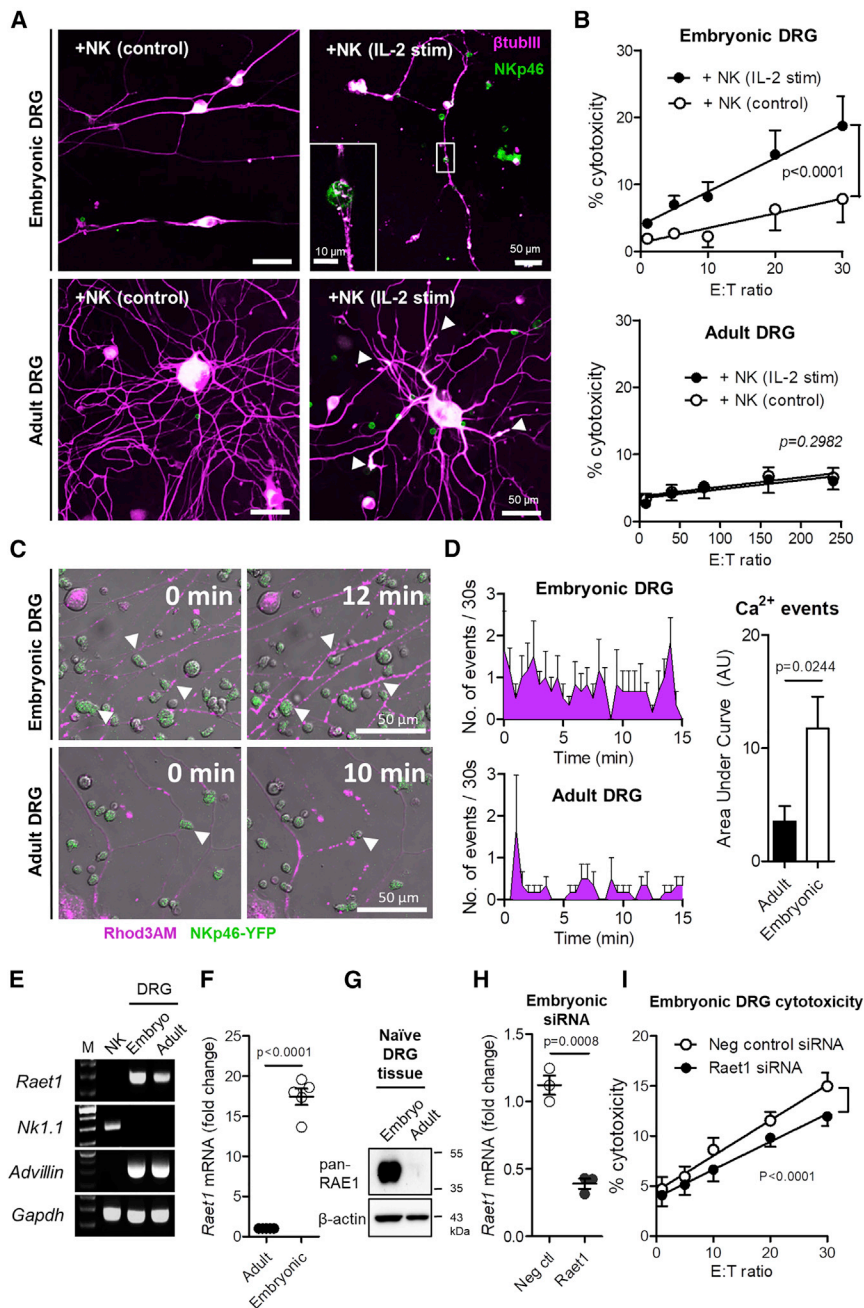 A
+NK (control)
+NK (IL-2 stim)
βtubIII
NKp46
Embryonic DRG
10 µm
50 µm
+NK (control)
+NK (IL-2 stim)
Adult DRG
50 µm
B
Embryonic DRG
+ NK (IL-2 stim)
+ NK (control)
p<0.0001
% cytotoxicity
30
20
10
0
0 10 20 30
E:T ratio
Adult DRG
+ NK (IL-2 stim)
+ NK (control)
p=0.2982
% cytotoxicity
30
20
10
0
0 50 100 150 200 250
E:T ratio
C
Embryonic DRG
0 min
12 min
50 µm
Adult DRG
0 min
10 min
50 µm
Rhod3AM NKp46-YFP
D
Embryonic DRG
No. of events / 30s
3
2
1
0
0 5 10 15
Time (min)
Adult DRG
No. of events / 30s
3
2
1
0
0 5 10 15
Time (min)
Ca2+ events
p=0.0244
Area Under Curve (AU)
20
10
0
Adult
Embryonic
E
DRG
M
NK
Embryo
Adult
Raet1
Nk1.1
Advillin
Gapdh
F
Raet1 mRNA (fold change)
p<0.0001
25
20
15
10
5
0
Adult
Embryonic
G
Naïve
DRG
tissue
Embryo
Adult
pan-
RAE1
55
35
β-actin
43
kDa
H
Embryonic
siRNA
p=0.0008
Raet1 mRNA (fold change)
1.5
1.0
0.5
0.0
Neg ctl
Raet1
I
Embryonic DRG cytotoxicity
Neg control siRNA
Raet1 siRNA
P<0.0001
% cytotoxicity
20
15
10
5
0
0 10 20 30
E:T ratio